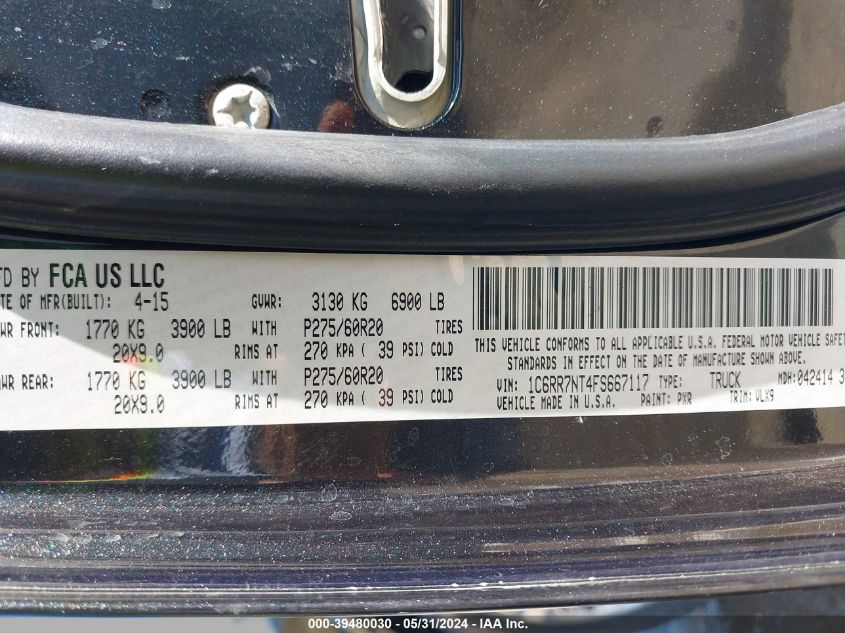 FD BY FCA US LLC
ATE OF MFR(BUILT): 4-15 GVWR: 3130 KG 6900 LB
WR FRONT: 1770 KG 3900 LB WITH P275/60R20 TIRES
20X9.0 RIMS AT 270 KPA ( 39 PSI) COLD
WR REAR: 1770 KG 3900 LB WITH P275/60R20 TIRES
20X9.0 RIMS AT 270 KPA ( 39 PSI) COLD
THIS VEHICLE CONFORMS TO ALL APPLICABLE U.S.A. FEDERAL MOTOR VEHICLE SAFET
STANDARDS IN EFFECT ON THE DATE OF MANUFACTURE SHOWN ABOVE.
VIN: 1C6RR7NT4FS667117 TYPE: TRUCK MDH: 042414 3
VEHICLE MADE IN U.S.A. PAINT: PXR TRIM: VLX9
000-39480030 - 05/31/2024 - IAA Inc.